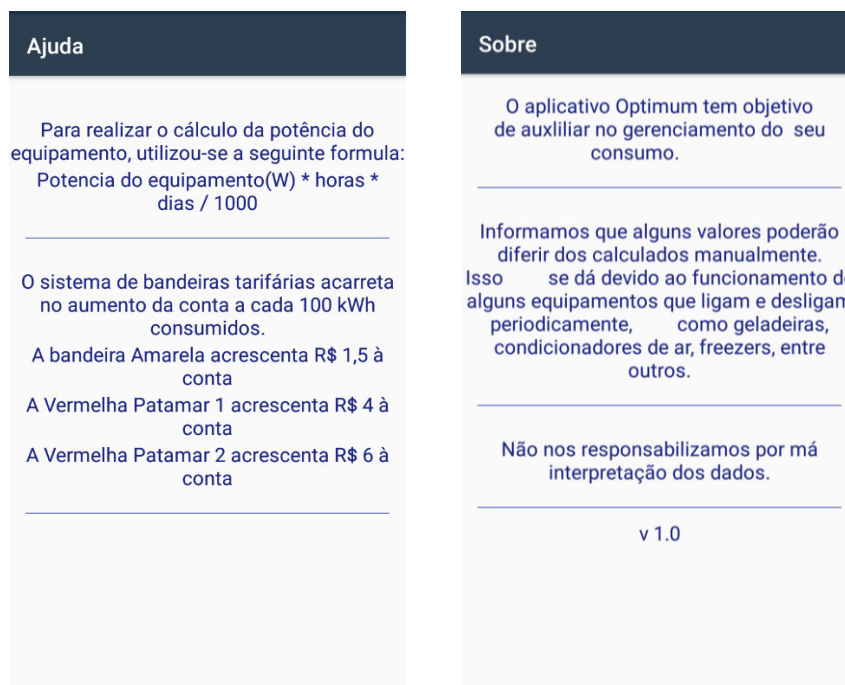 Ajuda
Para realizar o cálculo da potência do
equipamento, utilizou-se a seguinte formula:
Potencia do equipamento(W) * horas *
dias / 1000
O sistema de bandeiras tarifárias acarreta
no aumento da conta a cada 100 kWh
consumidos.
A bandeira Amarela acrescenta R$ 1,5 à
conta
A Vermelha Patamar 1 acrescenta R$ 4 à
conta
A Vermelha Patamar 2 acrescenta R$ 6 à
conta
Sobre
O aplicativo Optimum tem objetivo
de auxliliar no gerenciamento do seu
consumo.
Informamos que alguns valores poderão
diferir dos calculados manualmente.
Isso se dá devido ao funcionamento de
alguns equipamentos que ligam e desligam
periodicamente, como geladeiras,
condicionadores de ar, freezers, entre
outros.
Não nos responsabilizamos por má
interpretação dos dados.
v 1.0